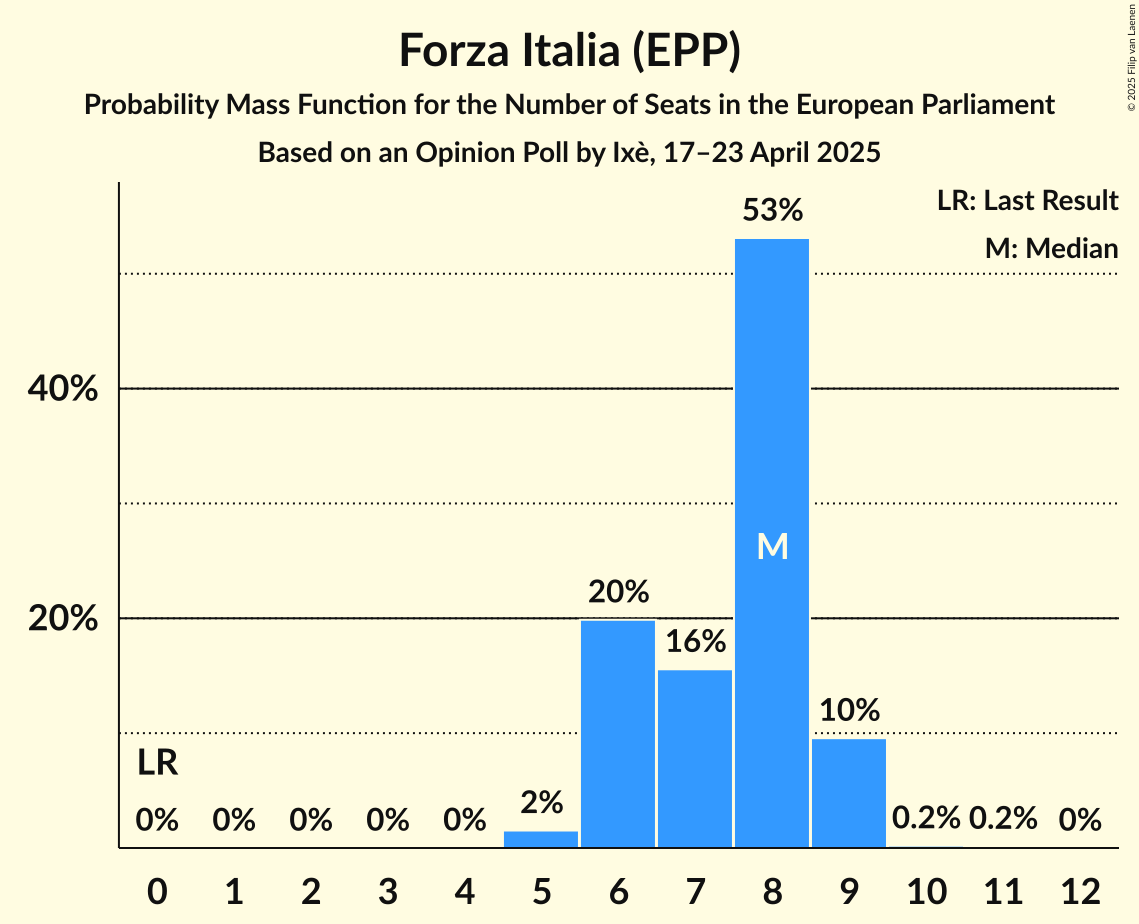 Forza Italia (EPP)
Probability Mass Function for the Number of Seats in the European Parliament
Based on an Opinion Poll by Ixè, 17–23 April 2025
© 2025 Filip van Laenen
LR: Last Result
M: Median
53%
40%
M
20%
20%
16%
10%
LR
0% 0% 0% 0% 0% 2% 0.2% 0.2% 0%
0 1 2 3 4 5 6 7 8 9 10 11 12